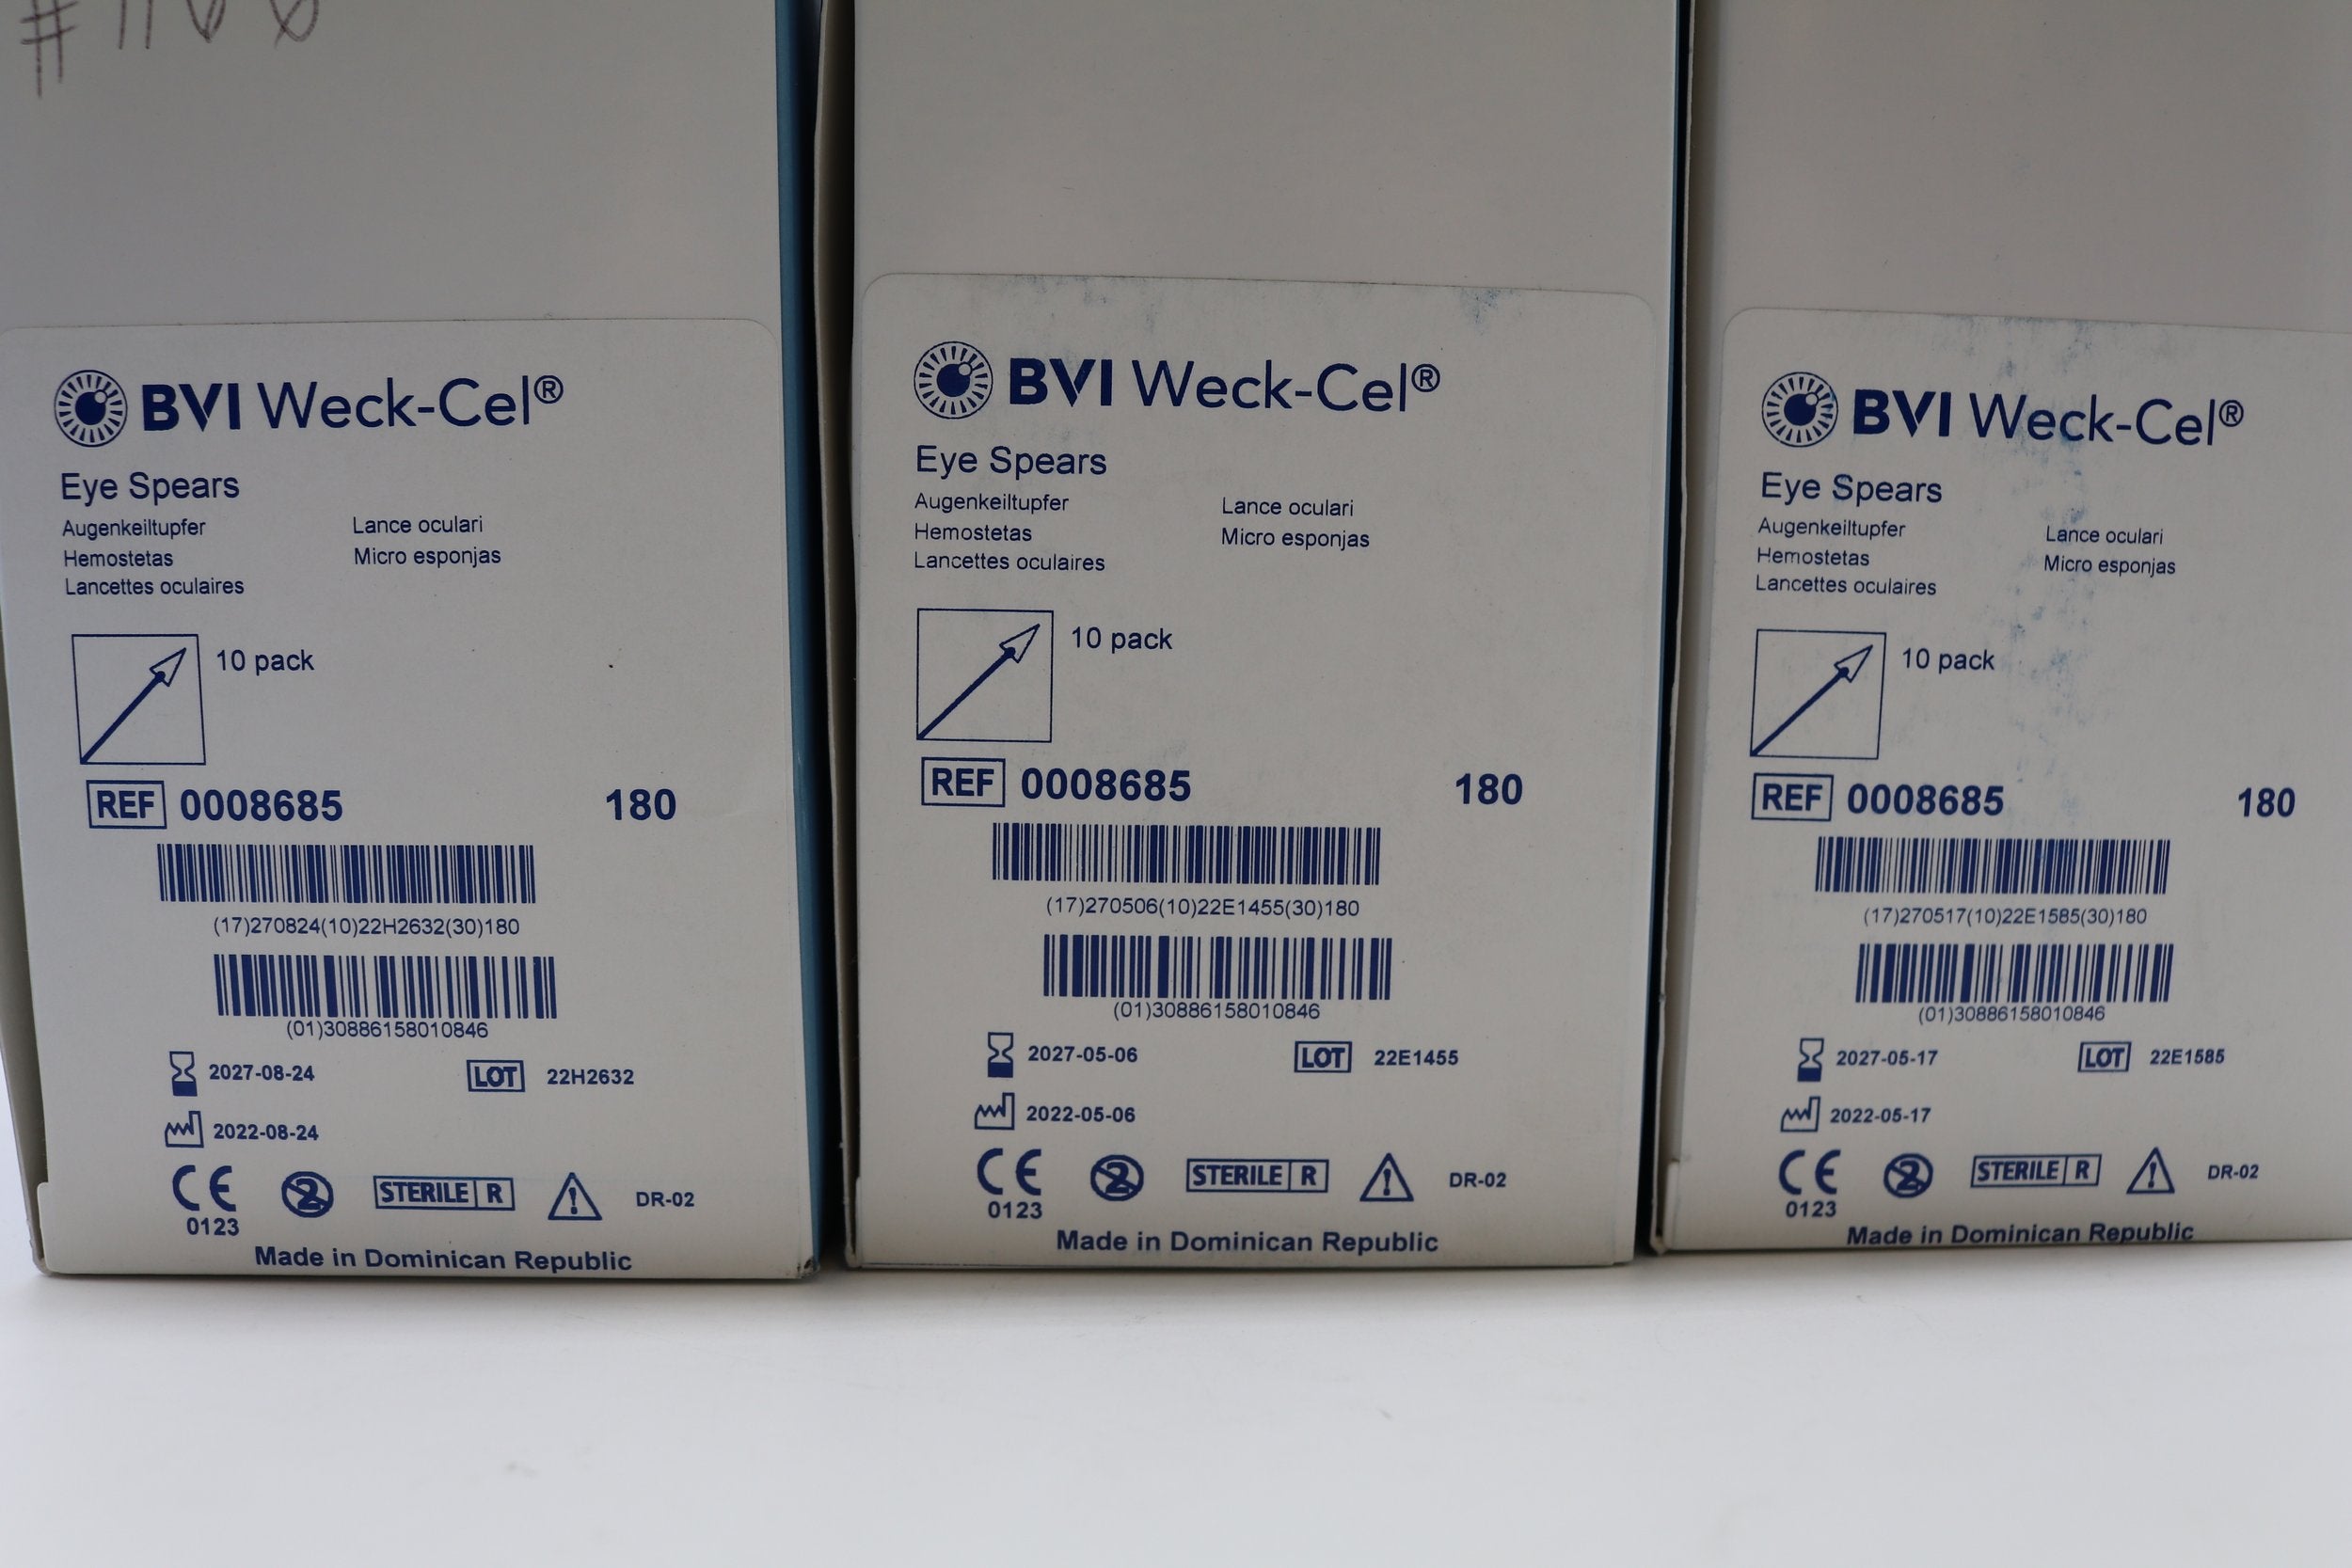 BVI Weck-Cel®
Eye Spears
Augenkeiltupfer Lance oculari
Hemostetas Micro esponjas
Lancettes oculaires
10 pack
REF 0008685 180
(17)270824(10)22H2632(30)180
(01)30886158010846
2027-08-24 LOT 22H2632
2022-08-24
CE 0123 2 STERILE R DR-02
Made in Dominican Republic
BVI Weck-Cel®
Eye Spears
Augenkeiltupfer Lance oculari
Hemostetas Micro esponjas
Lancettes oculaires
10 pack
REF 0008685 180
(17)270506(10)22E1455(30)180
(01)30886158010846
2027-05-06 LOT 22E1455
2022-05-06
CE 0123 2 STERILE R DR-02
Made in Dominican Republic
BVI Weck-Cel®
Eye Spears
Augenkeiltupfer Lance oculari
Hemostetas Micro esponjas
Lancettes oculaires
10 pack
REF 0008685 180
(17)270517(10)22E1585(30)180
(01)30886158010846
2027-05-17 LOT 22E1585
2022-05-17
CE 0123 2 STERILE R DR-02
Made in Dominican Republic